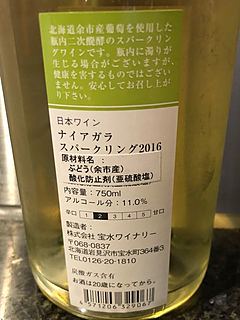 北海道余市産葡萄を使用した
瓶内二次醗酵のスパークリン
グワインです。瓶内に濁りが
生じる場合がございますが、
健康を害するものではござい
ません。安心してお召し上が
り下さい。
日本ワイン
ナイアガラ
スパークリング2016
原材料名:
ぶどう(余市産)
酸化防止剤(亜硫酸塩)
内容量:750ml
アルコール分:11.0%
辛口 1 2 3 4 5 甘口
製造者:
株式会社 宝水ワイナリー
〒068-0837
北海道岩見沢市宝水町364番3
TEL0126-20-1810
炭酸ガス含有
お酒は20歳になってから。
4 571206 329067